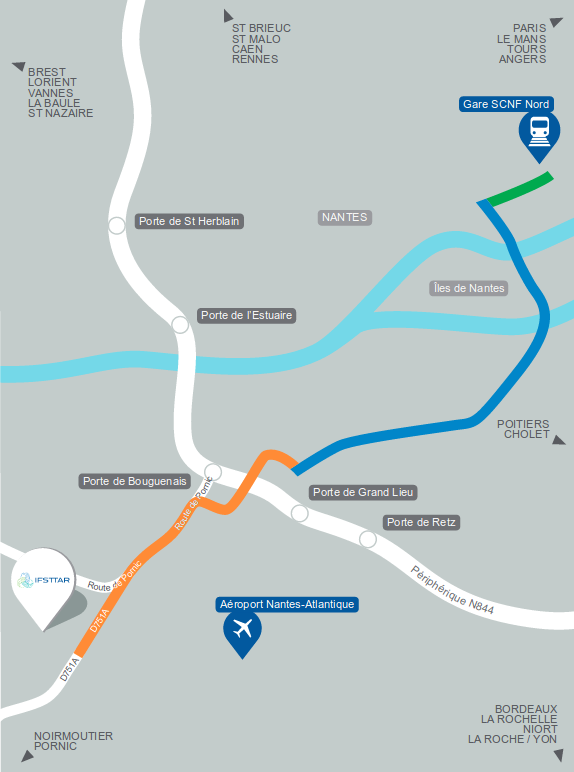 ST BRIEUC
ST MALO
CAEN
RENNES
PARIS
LE MANS
TOURS
ANGERS
BREST
LORIENT
VANNES
LA BAULE
ST NAZAIRE
Gare SCNF Nord
Porte de St Herblain
NANTES
Îles de Nantes
Porte de l'Estuaire
POITIERS
CHOLET
Porte de Bouguenais
Porte de Grand Lieu
Route de Pornic
Porte de Retz
IFSTTAR
Route de Pornic
Périphérique N844
Aéroport Nantes-Atlantique
D751A
D751A
NOIRMOUTIER
PORNIC
BORDEAUX
LA ROCHELLE
NIORT
LA ROCHE / YON